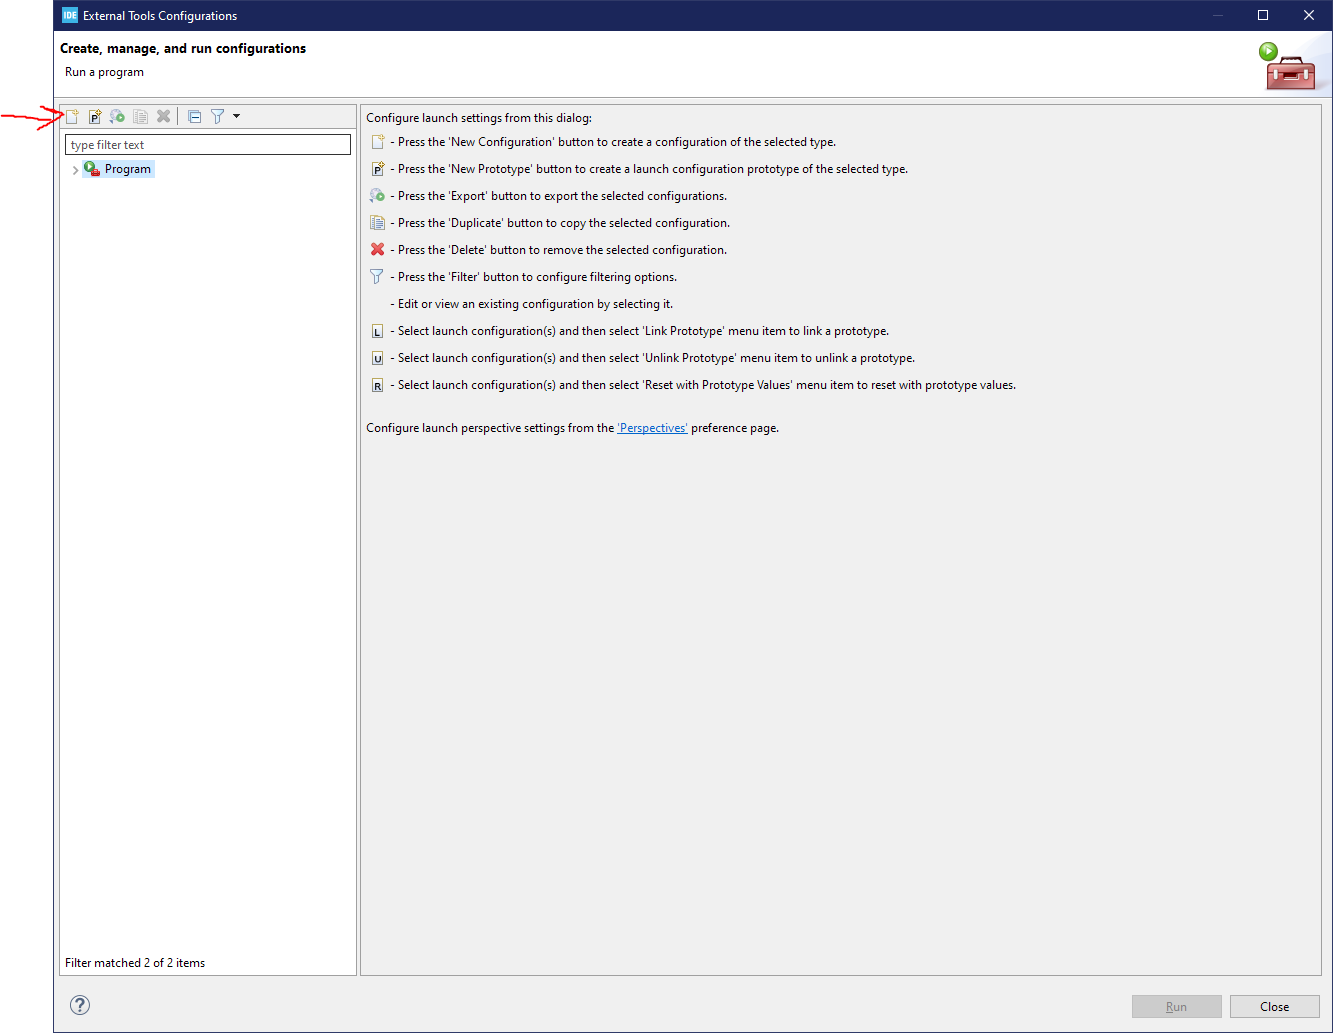 IDE External Tools Configurations
Create, manage, and run configurations
Run a program
P
type filter text
Program
Filter matched 2 of 2 items
Configure launch settings from this dialog:
- Press the 'New Configuration' button to create a configuration of the selected type.
P - Press the 'New Prototype' button to create a launch configuration prototype of the selected type.
- Press the 'Export' button to export the selected configurations.
- Press the 'Duplicate' button to copy the selected configuration.
- Press the 'Delete' button to remove the selected configuration.
- Press the 'Filter' button to configure filtering options.
- Edit or view an existing configuration by selecting it.
L - Select launch configuration(s) and then select 'Link Prototype' menu item to link a prototype.
U - Select launch configuration(s) and then select 'Unlink Prototype' menu item to unlink a prototype.
R - Select launch configuration(s) and then select 'Reset with Prototype Values' menu item to reset with prototype values.
Configure launch perspective settings from the 'Perspectives' preference page.
?
Run
Close